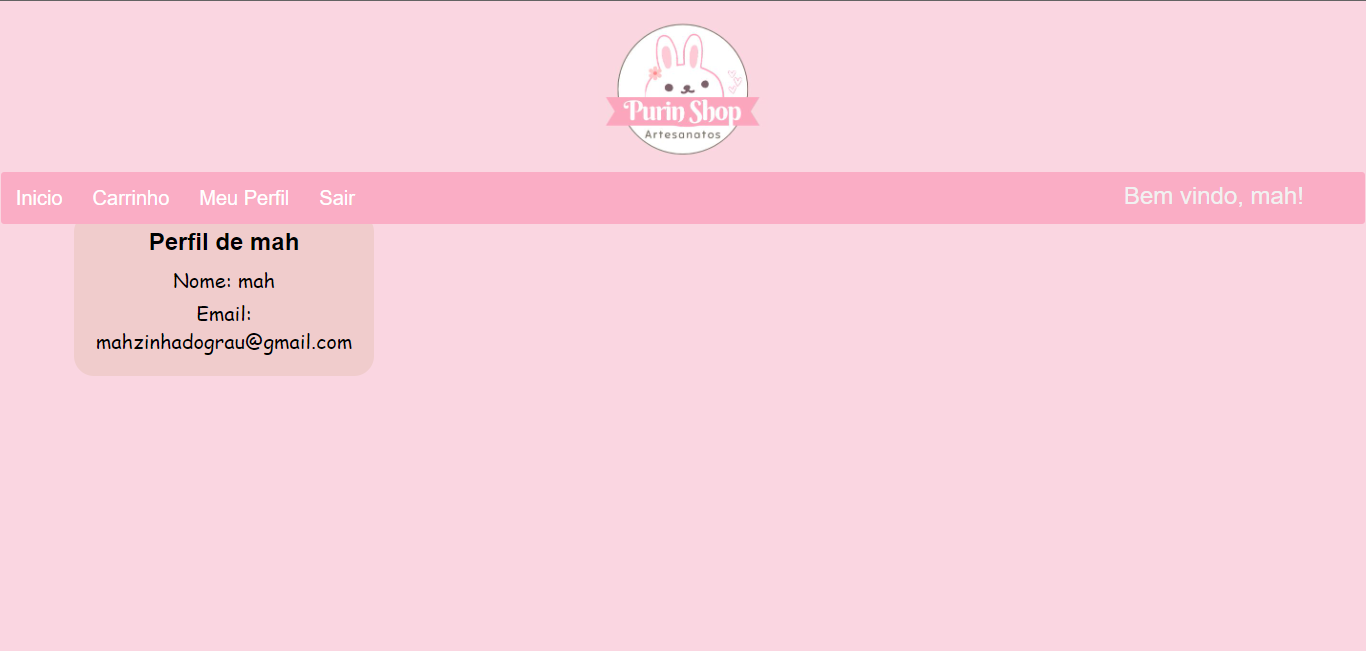 Purin Shop
Artesanatos
Inicio Carrinho Meu Perfil Sair Bem vindo, mah!
Perfil de mah
Nome: mah
Email:
mahzinhadograu@gmail.com